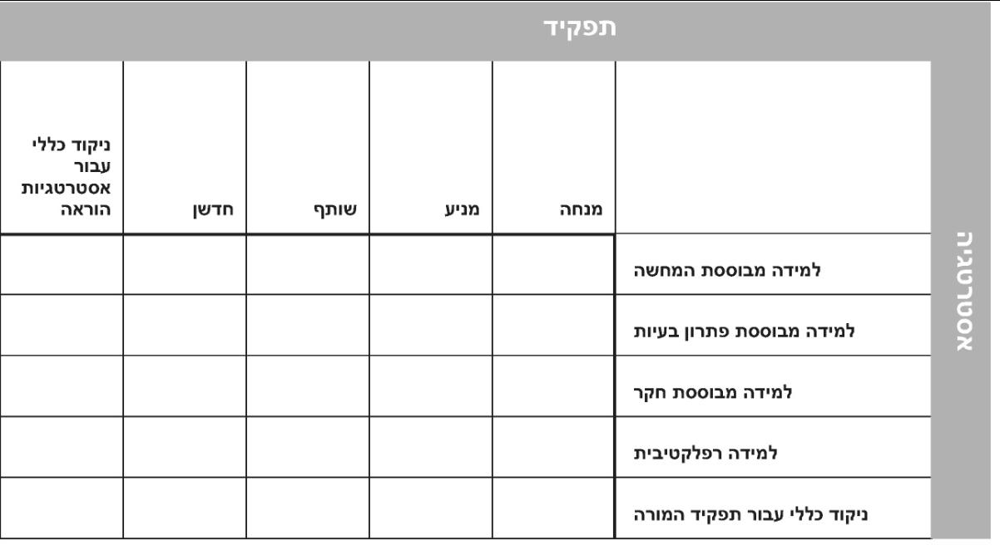 תפקיד
אסטרטגיה
מנחה
מניע
שותף
חדשן
ניקוד כללי
עבור
אסטרטגיות
הוראה
למידה מבוססת המחשה
למידה מבוססת פתרון בעיות
למידה מבוססת חקר
למידה רפלקטיבית
ניקוד כללי עבור תפקיד המורה